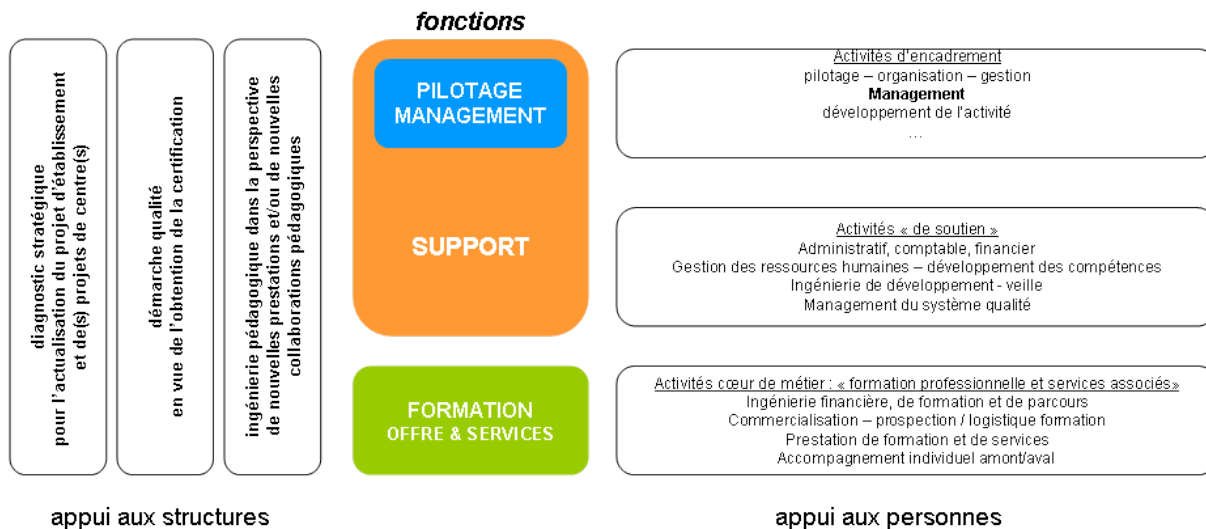 fonctions
diagnostic stratégique
pour l'actualisation du projet d'établissement
et de(s) projets de centre(s)
démarche qualité
en vue de l'obtention de la certification
ingénierie pédagogique dans la perspective
de nouvelles prestations et/ou de nouvelles
collaborations pédagogiques
PILOTAGE
MANAGEMENT
SUPPORT
FORMATION
OFFRE & SERVICES
Activités d'encadrement
pilotage – organisation – gestion
Management
développement de l'activité
…
Activités « de soutien »
Administratif, comptable, financier
Gestion des ressources humaines – développement des compétences
Ingénierie de développement - veille
Management du système qualité
Activités cœur de métier : « formation professionnelle et services associés»
Ingénierie financière, de formation et de parcours
Commercialisation – prospection / logistique formation
Prestation de formation et de services
Accompagnement individuel amont/aval
appui aux structures
appui aux personnes